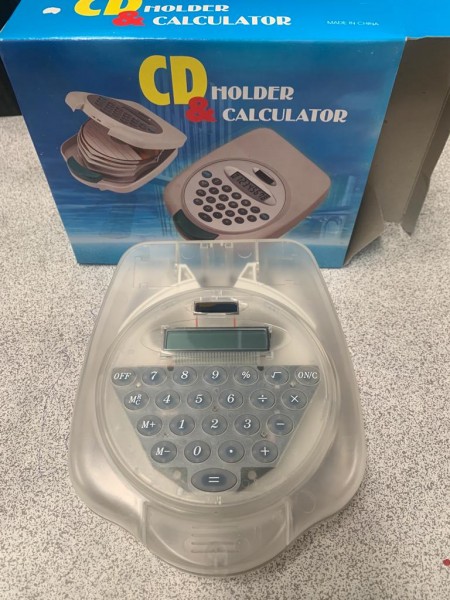 CD HOLDER
& CALCULATOR
MADE IN CHINA
CD HOLDER
& CALCULATOR
OFF 7 8 9 % √ ON/C
MRC 4 5 6 ÷ ×
M+ 1 2 3 −
M− 0 · +
=